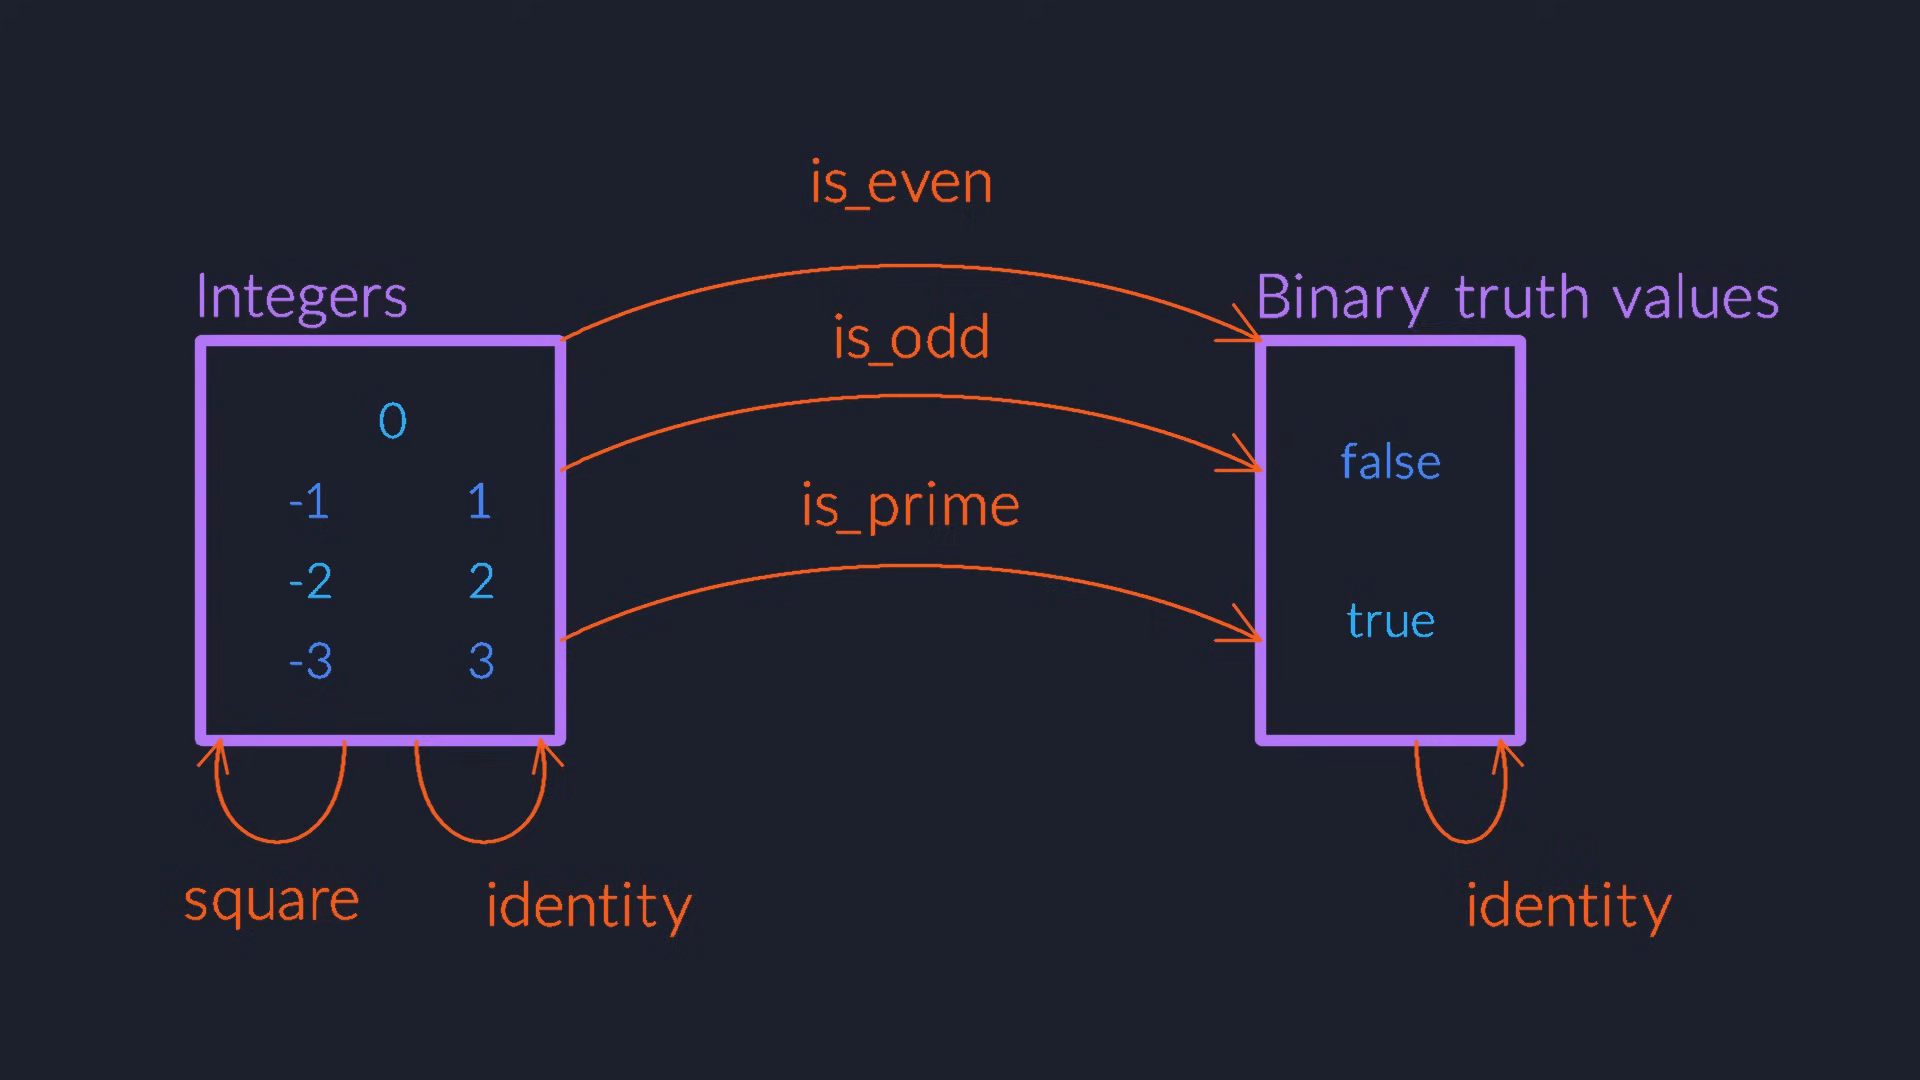 is_even
Integers
Binary truth values
is_odd
0
false
-1 1
is_prime
-2 2
true
-3 3
square
identity
identity